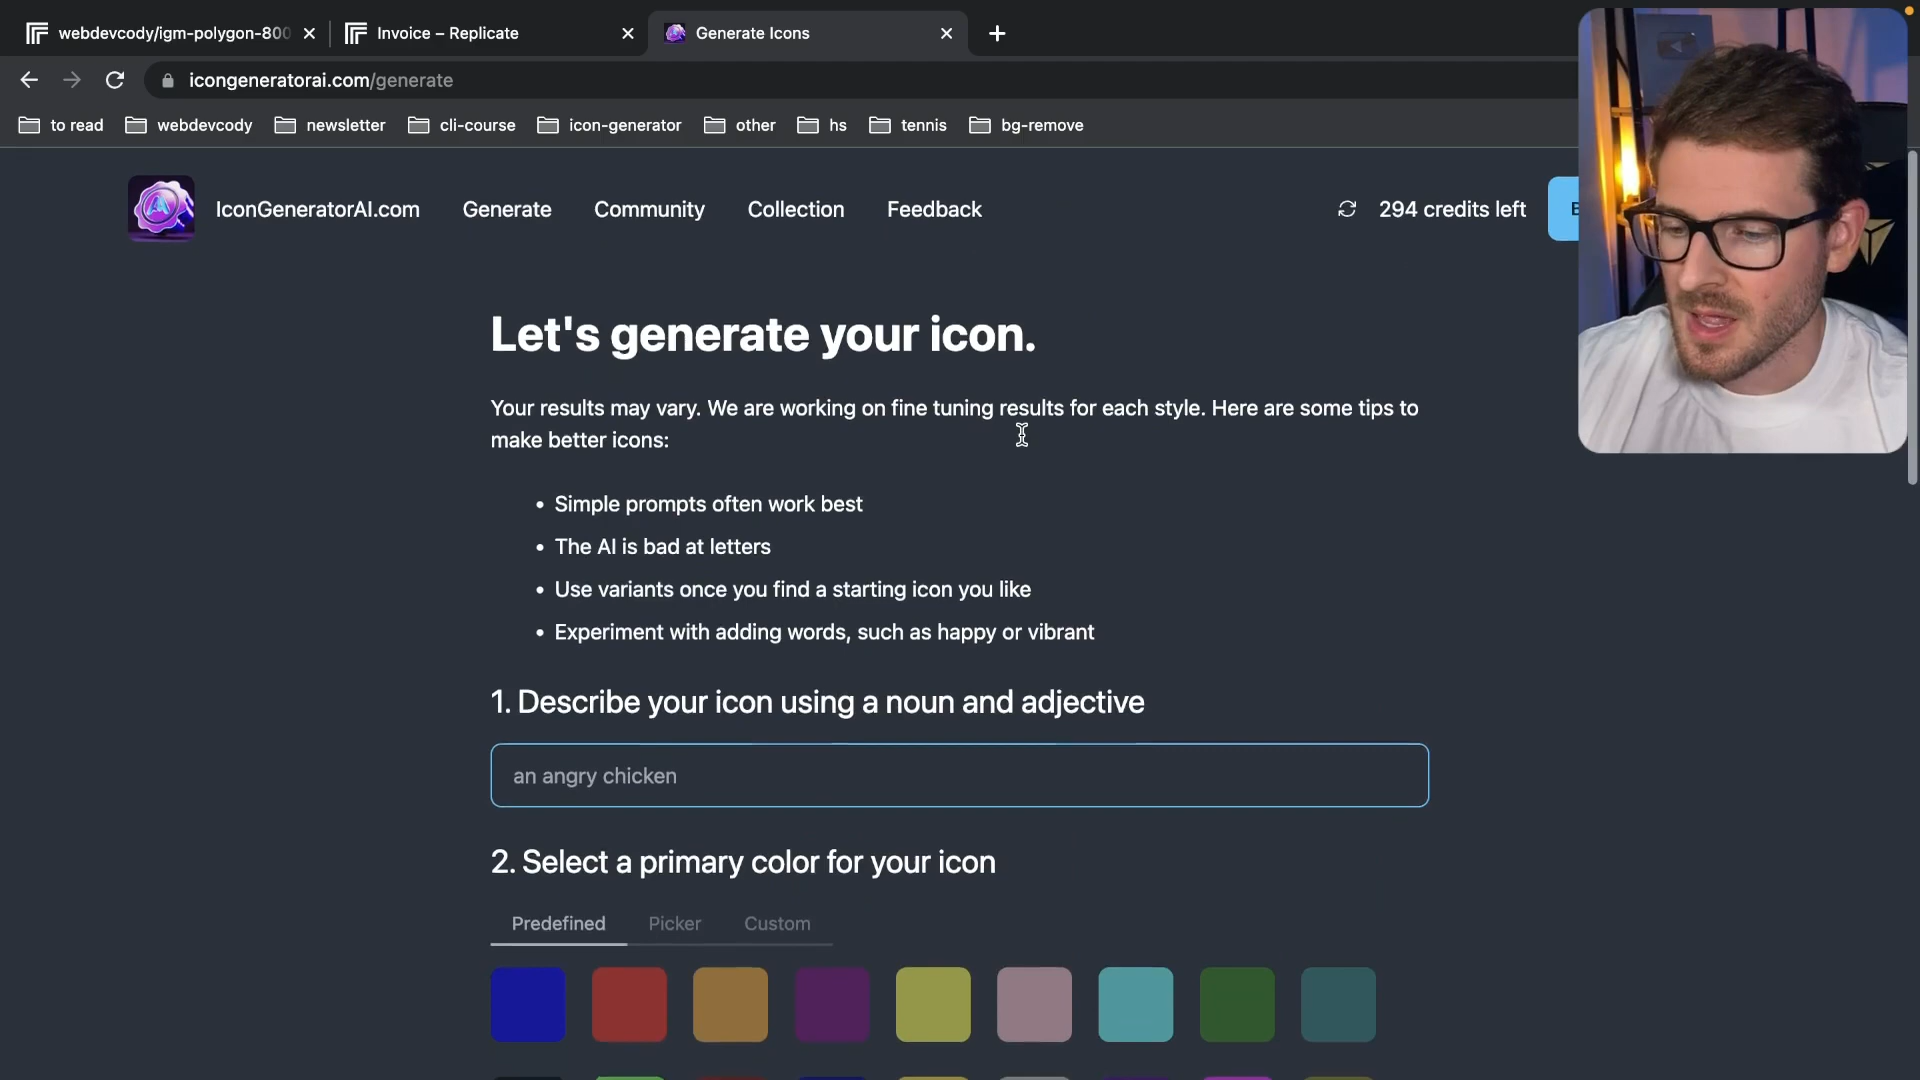 webdevcody/igm-polygon-800
Invoice – Replicate
Generate Icons
icongeneratorai.com/generate
to read
webdevcody
newsletter
cli-course
icon-generator
other
hs
tennis
bg-remove
IconGeneratorAI.com
Generate
Community
Collection
Feedback
294 credits left
Let's generate your icon.
Your results may vary. We are working on fine tuning results for each style. Here are some tips to
make better icons:
• Simple prompts often work best
• The AI is bad at letters
• Use variants once you find a starting icon you like
• Experiment with adding words, such as happy or vibrant
1. Describe your icon using a noun and adjective
an angry chicken
2. Select a primary color for your icon
Predefined
Picker
Custom